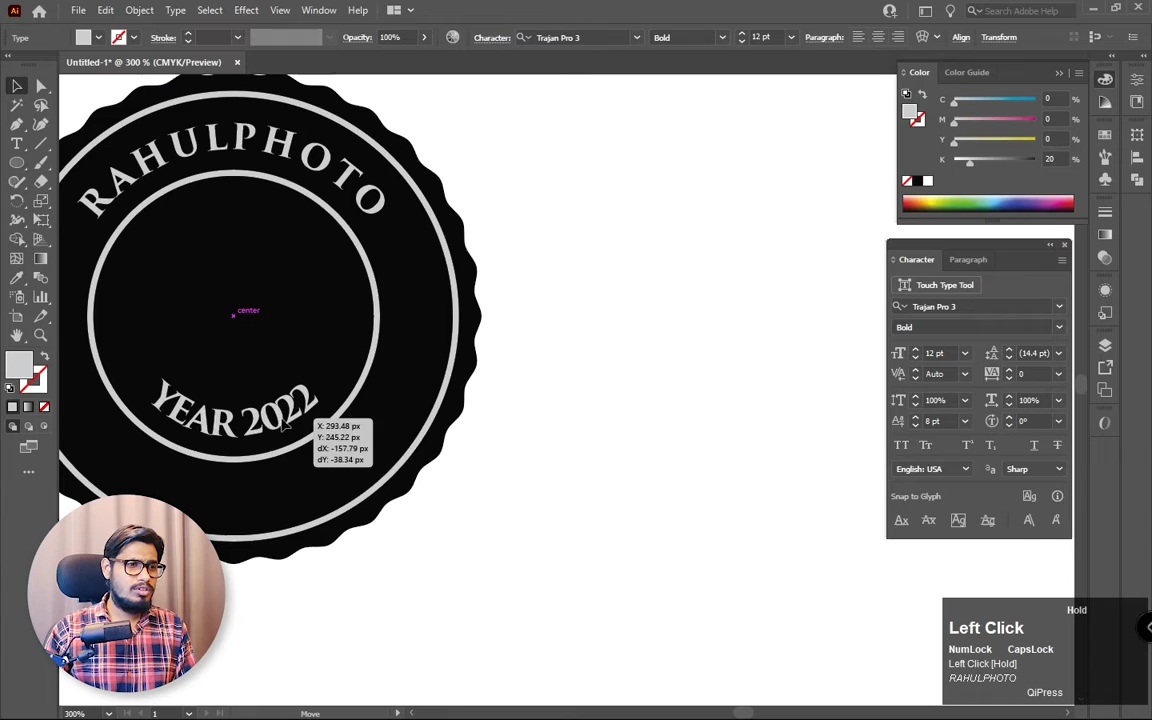 Ai
File Edit Object Type Select Effect View Window Help
Search Adobe Help
Type
Stroke:
Opacity: 100%
Character: Trajan Pro 3
Bold
12 pt
Paragraph:
Align
Transform
Untitled-1* @ 300 % (CMYK/Preview)
RAHULPHOTO
center
YEAR 2022
X: 293.48 px
Y: 245.22 px
dX: -157.79 px
dY: -38.34 px
Color
Color Guide
C 0 %
M 0 %
Y 0 %
K 20 %
Character
Paragraph
Touch Type Tool
Trajan Pro 3
Bold
12 pt
(14.4 pt)
Auto
0
100%
100%
8 pt
0°
English: USA
Sharp
Snap to Glyph
Hold
Left Click
NumLock CapsLock
Left Click [Hold]
RAHULPHOTO
QiPress
300%
1
Move